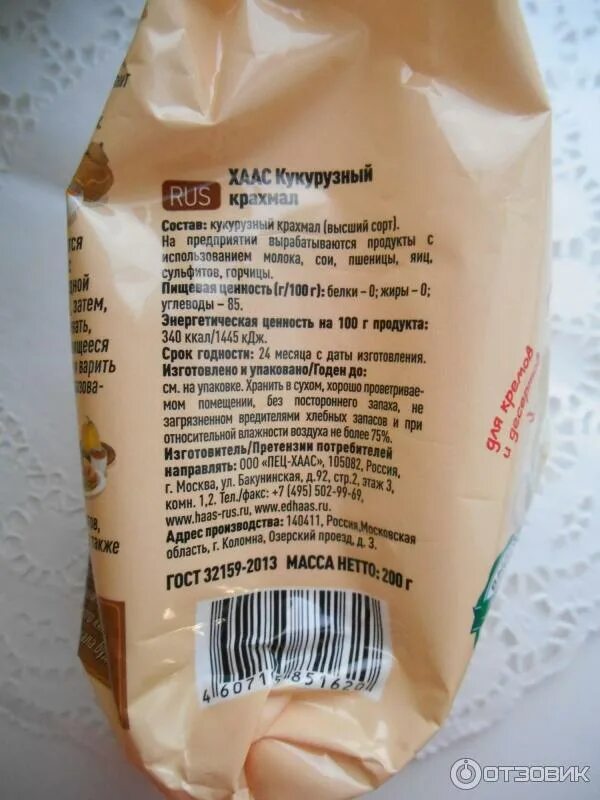 RUS
ХААС Кукурузный
крахмал
Состав: кукурузный крахмал (высший сорт).
На предприятии вырабатываются продукты с
использованием молока, сои, пшеницы, яиц,
сульфитов, горчицы.
Пищевая ценность (г/100 г): белки – 0; жиры – 0;
углеводы – 85.
Энергетическая ценность на 100 г продукта:
340 ккал/1445 кДж.
Срок годности: 24 месяца с даты изготовления.
Изготовлено и упаковано/Годен до:
см. на упаковке. Хранить в сухом, хорошо проветривае-
мом помещении, без постороннего запаха, не
загрязненном вредителями хлебных запасов и при
относительной влажности воздуха не более 75%.
Изготовитель/Претензии потребителей
направлять: ООО «ПЕЦ-ХААС», 105082, Россия,
г. Москва, ул. Бакунинская, д.92, стр.2, этаж 3,
комн. 1,2. Тел./факс: +7 (495) 502-99-69,
www.haas-rus.ru, www.edhaas.ru.
Адрес производства: 140411, Россия,Московская
область, г. Коломна, Озерский проезд, д. 3.
ГОСТ 32159-2013 МАССА НЕТТО: 200 г
4 607 851620
затем,
варить
также
для кремов
и десертов
ОТЗОВИК